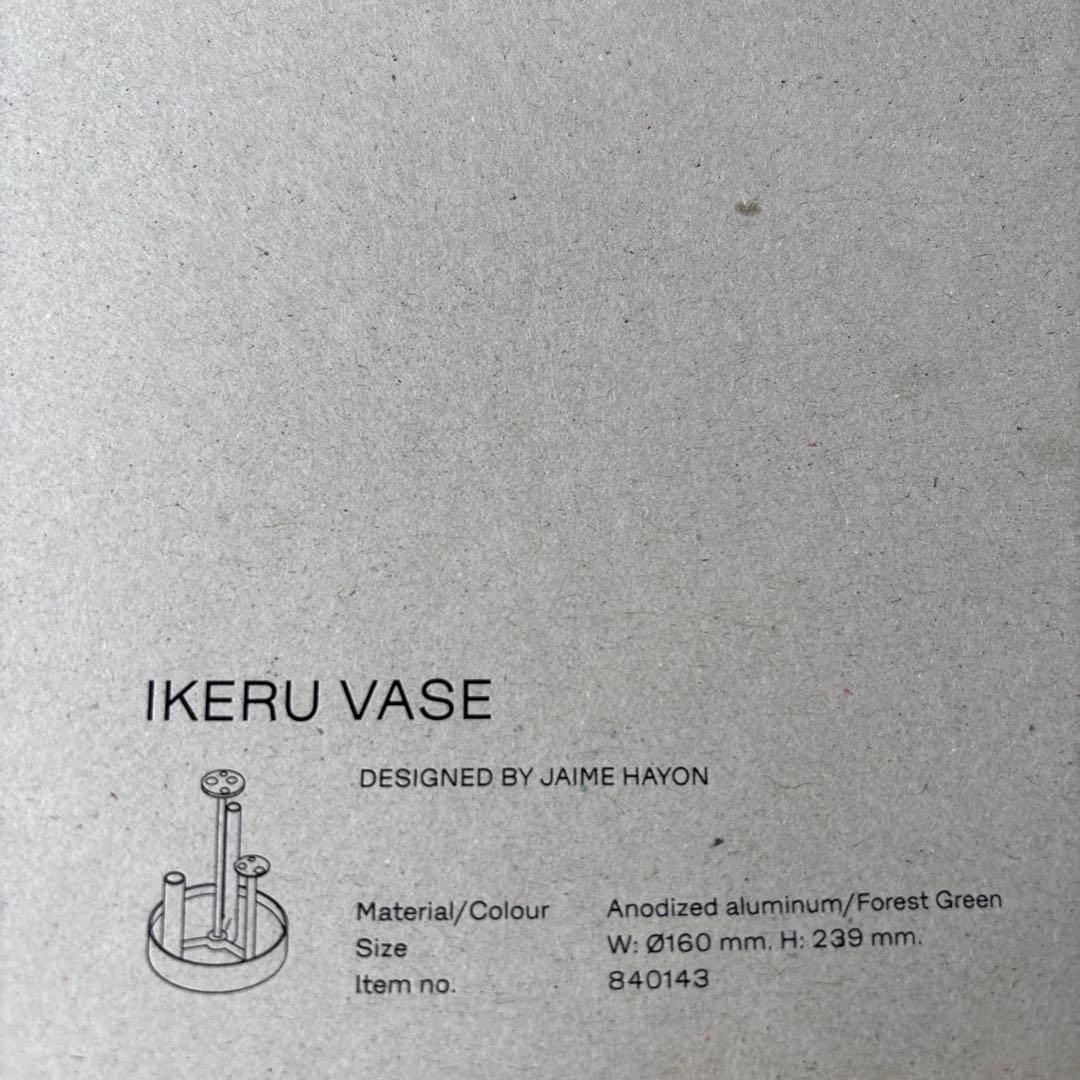 IKERU VASE
DESIGNED BY JAIME HAYON
Material/Colour Anodized aluminum/Forest Green
Size W: Ø160 mm. H: 239 mm.
Item no. 840143